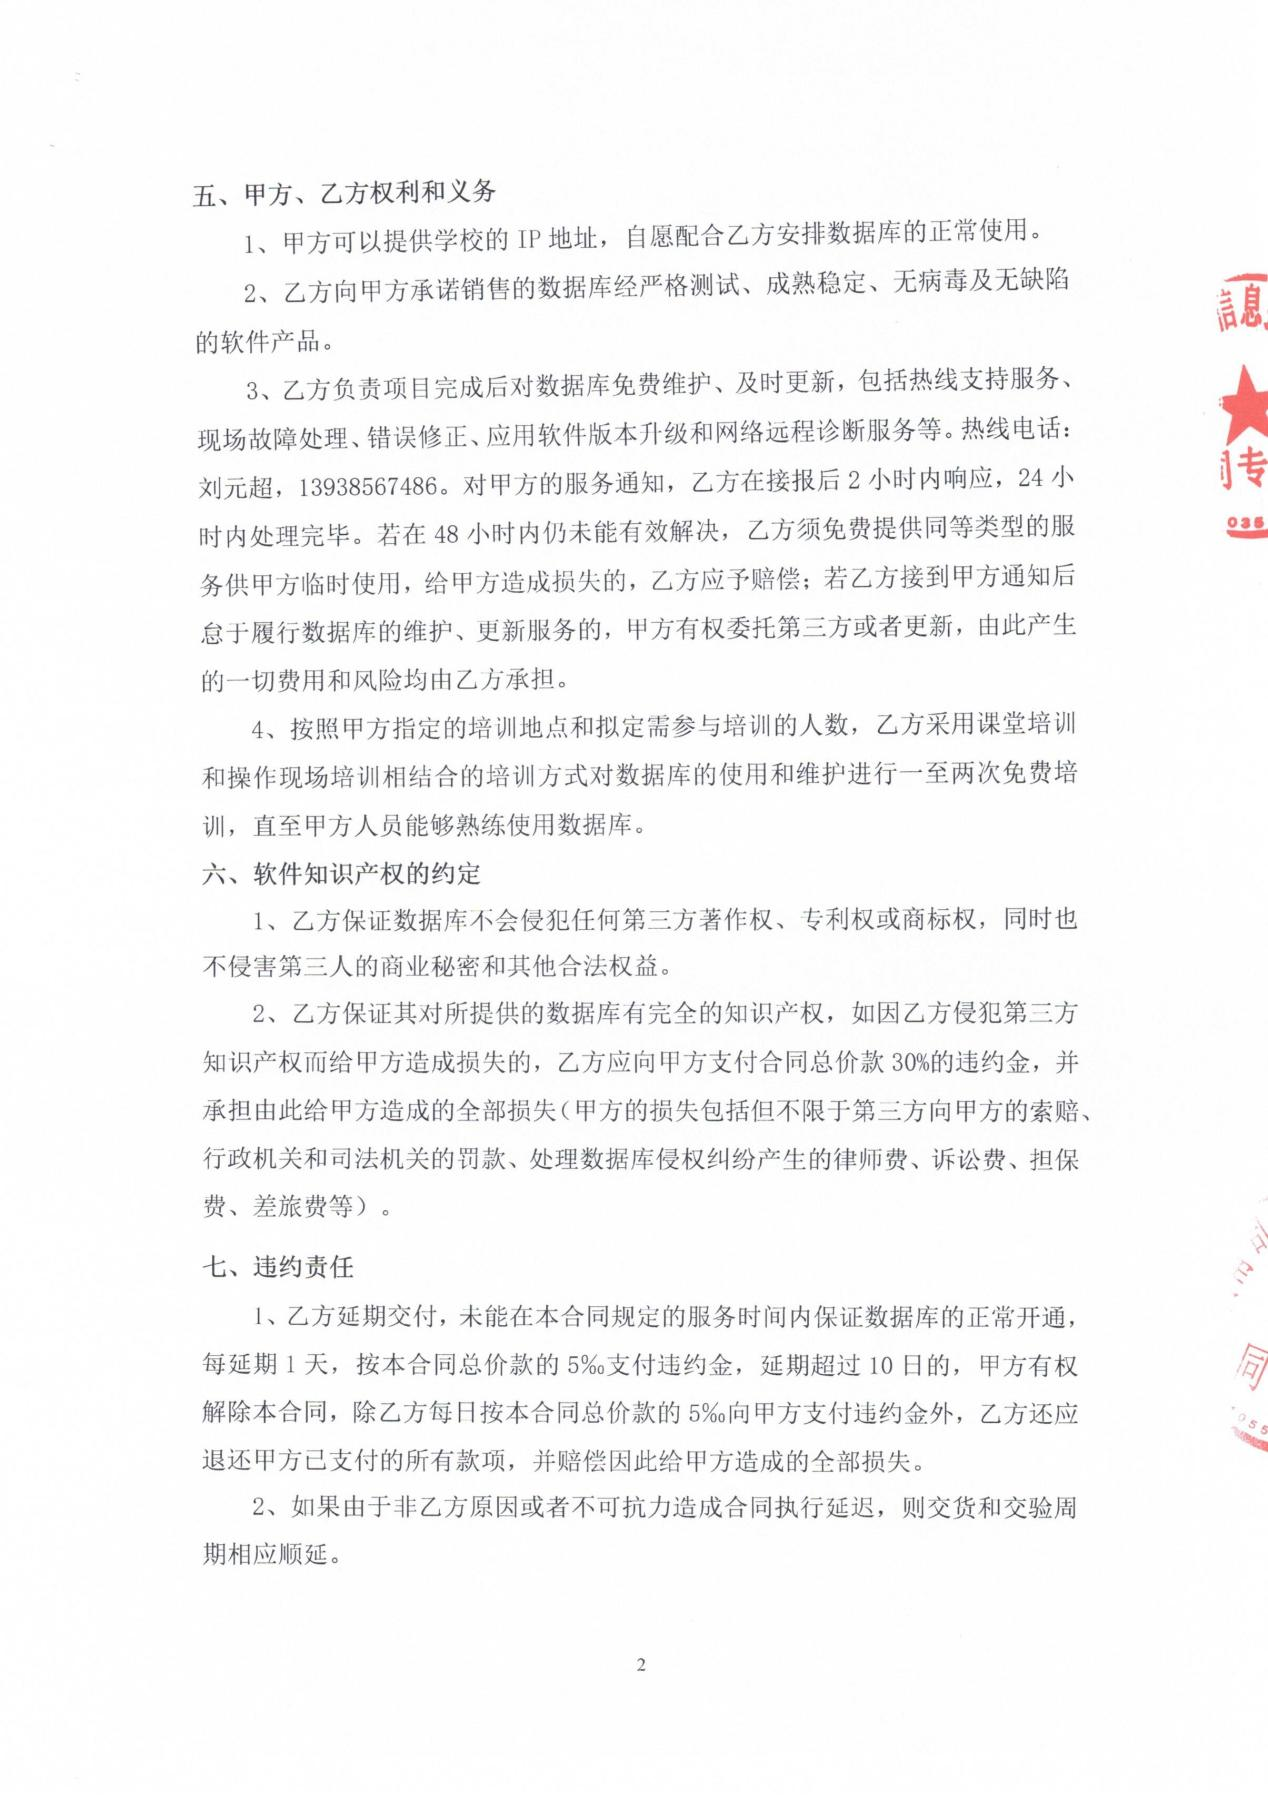 五、甲方、乙方权利和义务
1、甲方可以提供学校的 IP 地址，自愿配合乙方安排数据库的正常使用。
2、乙方向甲方承诺销售的数据库经严格测试、成熟稳定、无病毒及无缺陷
的软件产品。
3、乙方负责项目完成后对数据库免费维护、及时更新，包括热线支持服务、
现场故障处理、错误修正、应用软件版本升级和网络远程诊断服务等。热线电话：
刘元超，13938567486。对甲方的服务通知，乙方在接报后 2 小时内响应，24 小
时内处理完毕。若在 48 小时内仍未能有效解决，乙方须免费提供同等类型的服
务供甲方临时使用，给甲方造成损失的，乙方应予赔偿；若乙方接到甲方通知后
怠于履行数据库的维护、更新服务的，甲方有权委托第三方或者更新，由此产生
的一切费用和风险均由乙方承担。
4、按照甲方指定的培训地点和拟定需参与培训的人数，乙方采用课堂培训
和操作现场培训相结合的培训方式对数据库的使用和维护进行一至两次免费培
训，直至甲方人员能够熟练使用数据库。
六、软件知识产权的约定
1、乙方保证数据库不会侵犯任何第三方著作权、专利权或商标权，同时也
不侵害第三人的商业秘密和其他合法权益。
2、乙方保证其对所提供的数据库有完全的知识产权，如因乙方侵犯第三方
知识产权而给甲方造成损失的，乙方应向甲方支付合同总价款 30%的违约金，并
承担由此给甲方造成的全部损失（甲方的损失包括但不限于第三方向甲方的索赔、
行政机关和司法机关的罚款、处理数据库侵权纠纷产生的律师费、诉讼费、担保
费、差旅费等）。
七、违约责任
1、乙方延期交付，未能在本合同规定的服务时间内保证数据库的正常开通，
每延期 1 天，按本合同总价款的 5‰支付违约金，延期超过 10 日的，甲方有权
解除本合同，除乙方每日按本合同总价款的 5‰向甲方支付违约金外，乙方还应
退还甲方已支付的所有款项，并赔偿因此给甲方造成的全部损失。
2、如果由于非乙方原因或者不可抗力造成合同执行延迟，则交货和交验周
期相应顺延。
2
信息
专
035
同
055